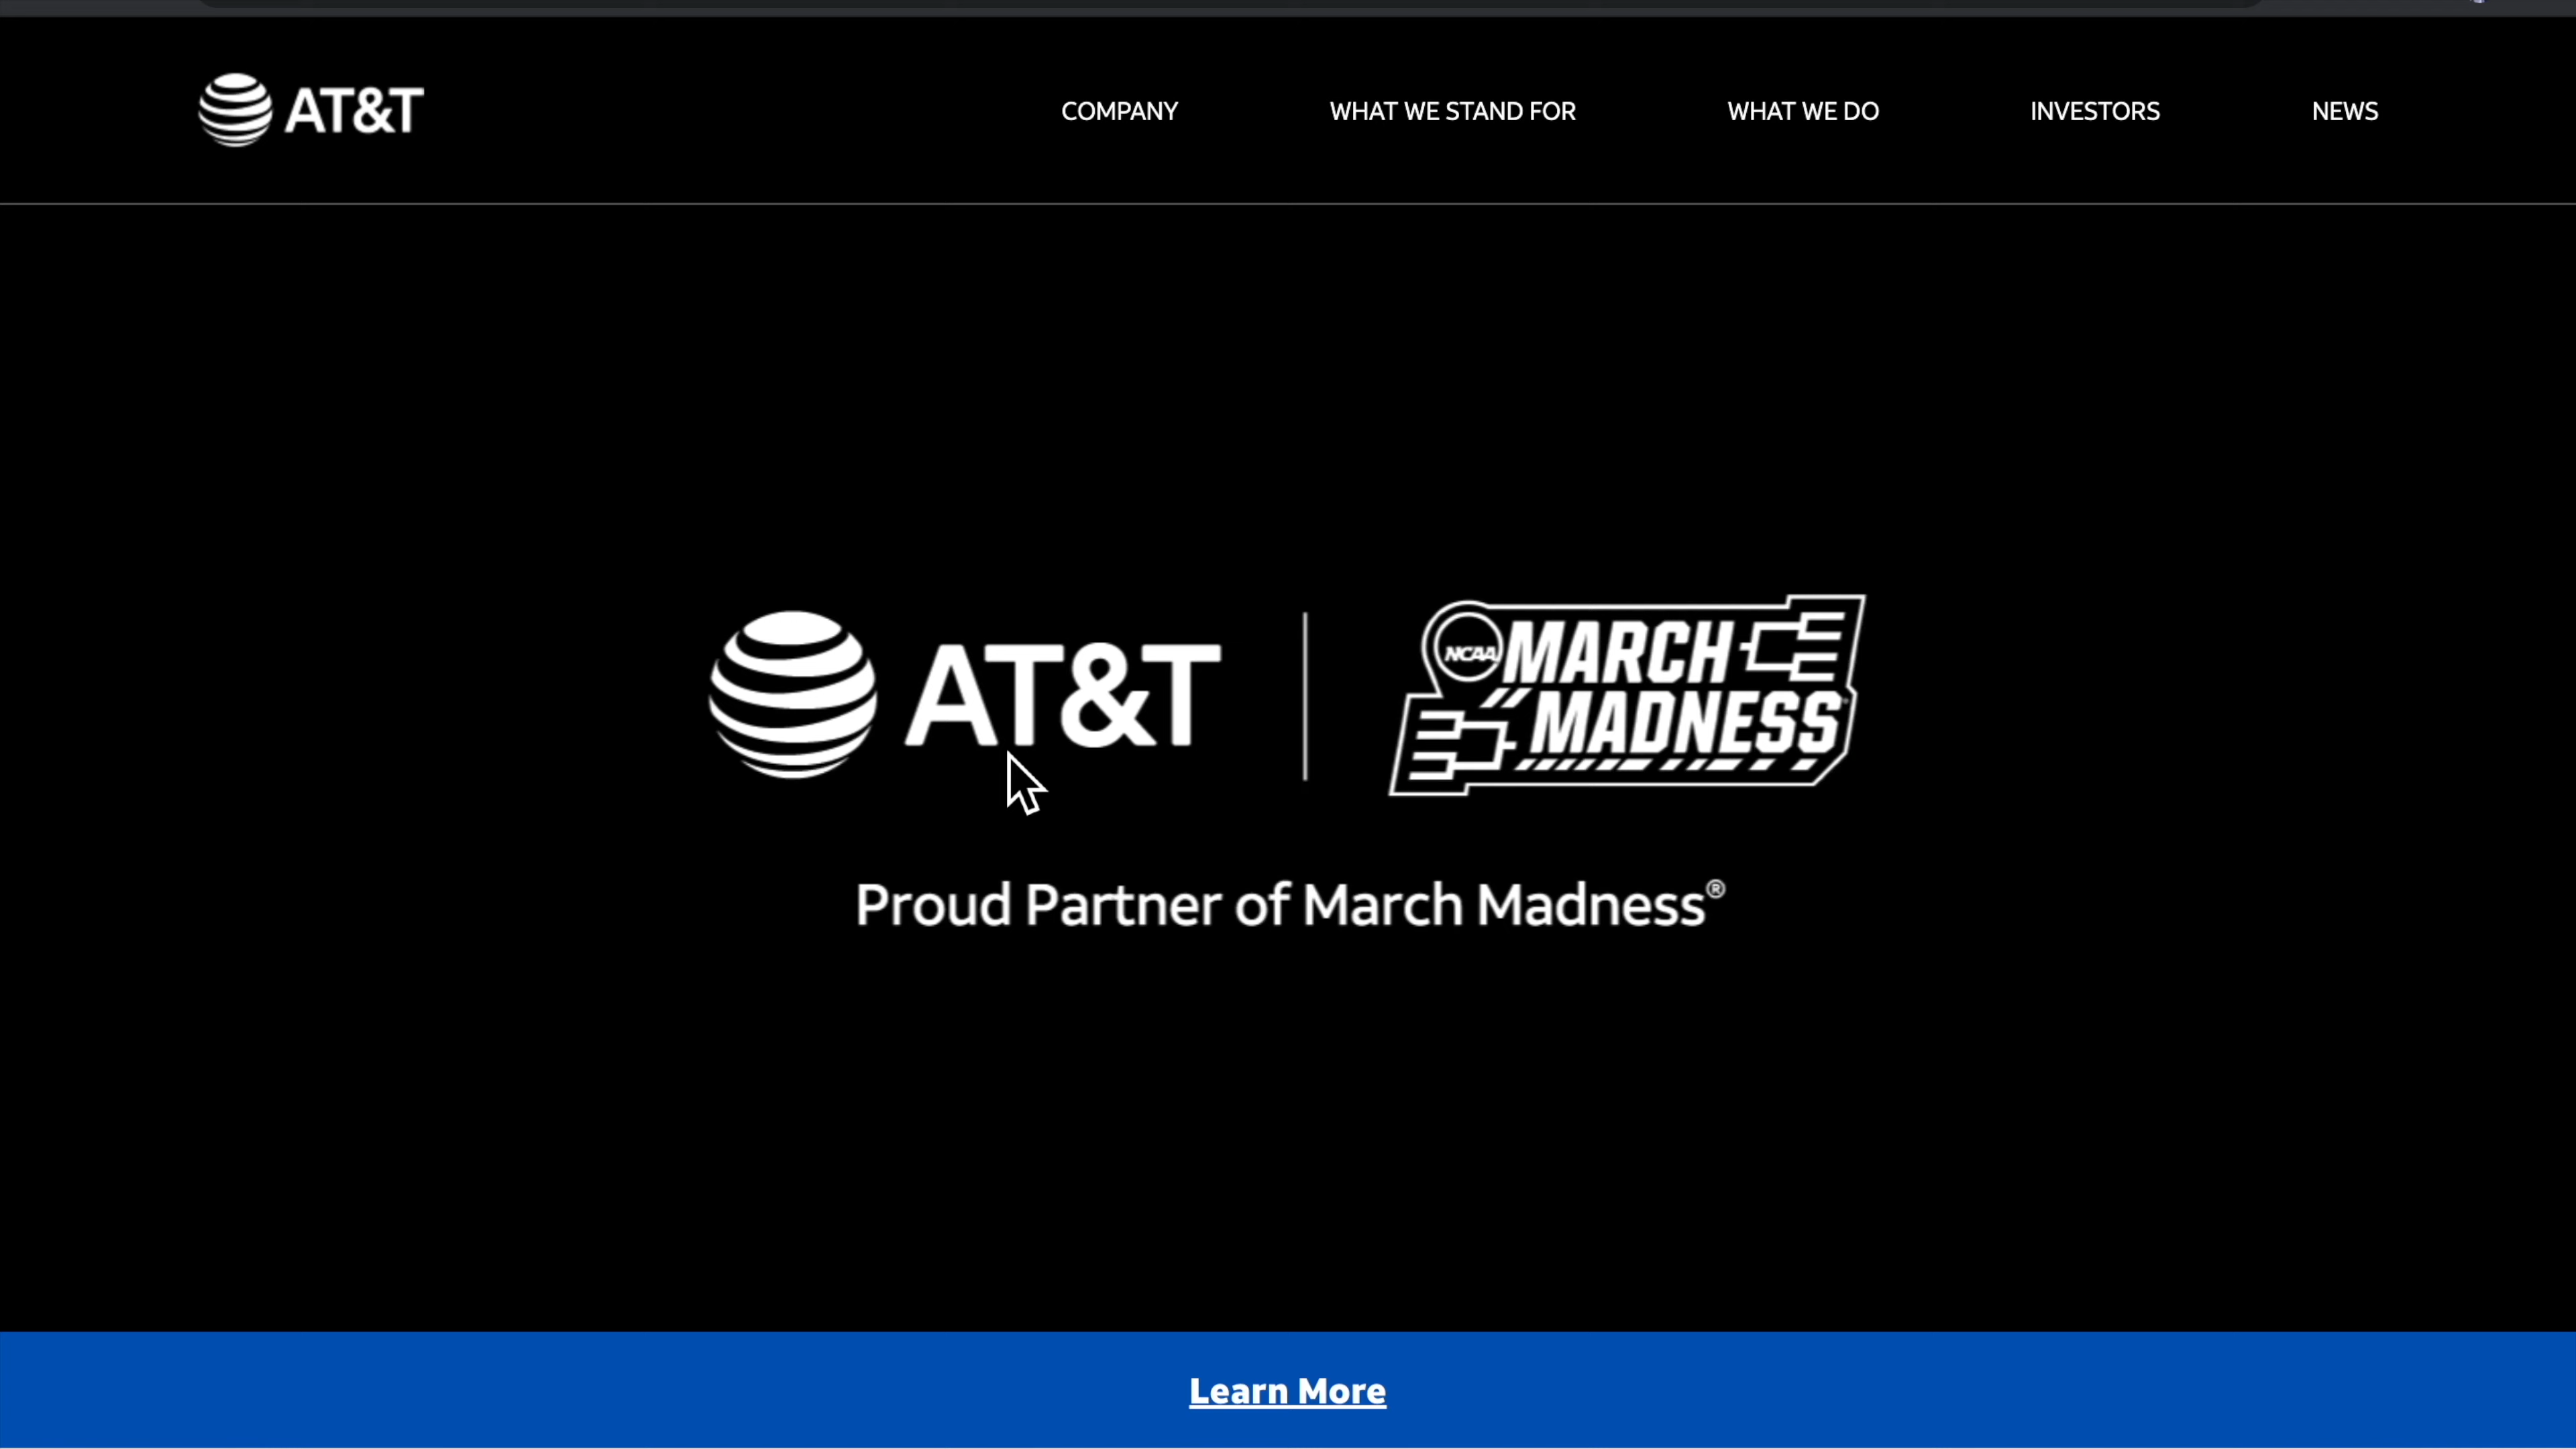 AT&T
COMPANY
WHAT WE STAND FOR
WHAT WE DO
INVESTORS
NEWS
AT&T
NCAA
MARCH
MADNESS
Proud Partner of March Madness®
Learn More